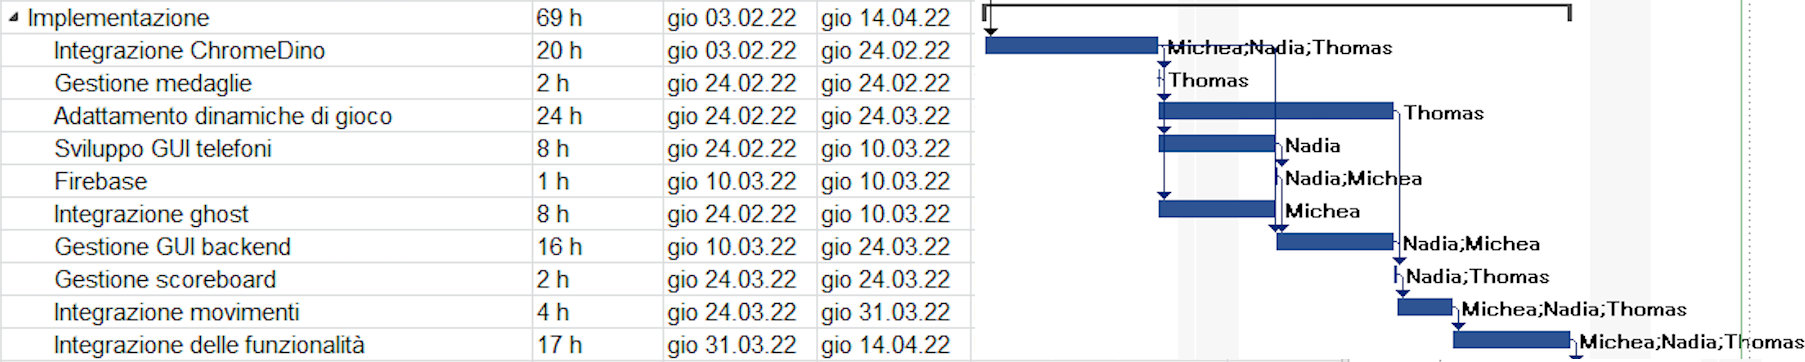 Implementazione 69 h gio 03.02.22 gio 14.04.22
Integrazione ChromeDino 20 h gio 03.02.22 gio 24.02.22 Michea;Nadia;Thomas
Gestione medaglie 2 h gio 24.02.22 gio 24.02.22 Thomas
Adattamento dinamiche di gioco 24 h gio 24.02.22 gio 24.03.22 Thomas
Sviluppo GUI telefoni 8 h gio 24.02.22 gio 10.03.22 Nadia
Firebase 1 h gio 10.03.22 gio 10.03.22 Nadia;Michea
Integrazione ghost 8 h gio 24.02.22 gio 10.03.22 Michea
Gestione GUI backend 16 h gio 10.03.22 gio 24.03.22 Nadia;Michea
Gestione scoreboard 2 h gio 24.03.22 gio 24.03.22 Nadia;Thomas
Integrazione movimenti 4 h gio 24.03.22 gio 31.03.22 Michea;Nadia;Thomas
Integrazione delle funzionalità 17 h gio 31.03.22 gio 14.04.22 Michea;Nadia;Thomas